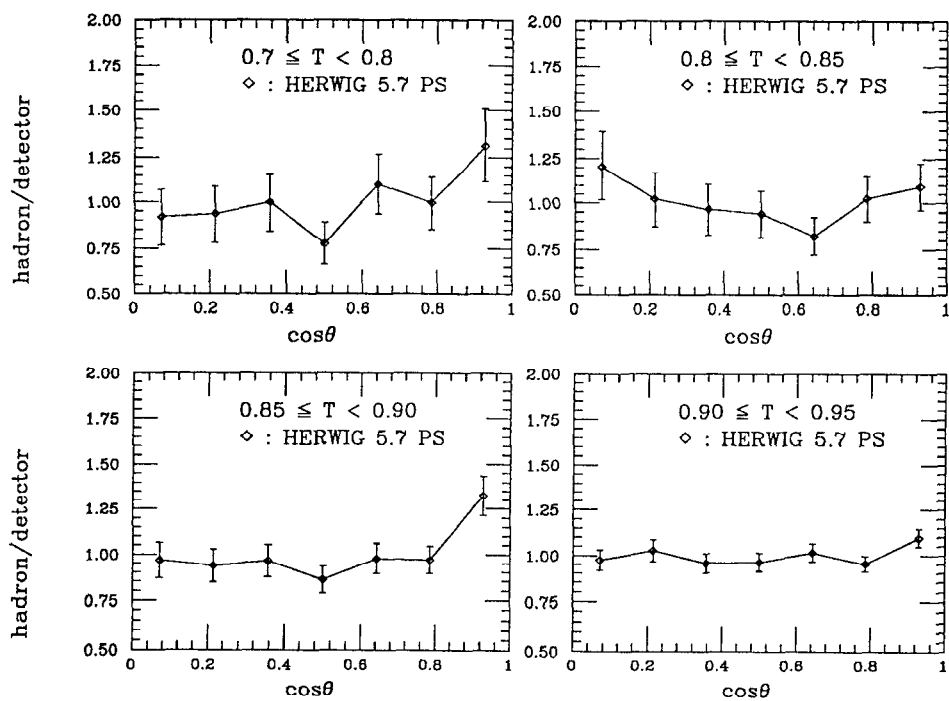 2.00
1.75
1.50
1.25
1.00
0.75
0.50
0 0.2 0.4 0.6 0.8 1
0.7 ≦ T < 0.8
◇ : HERWIG 5.7 PS
hadron/detector
cosθ
2.00
1.75
1.50
1.25
1.00
0.75
0.50
0 0.2 0.4 0.6 0.8 1
0.8 ≦ T < 0.85
◇ : HERWIG 5.7 PS
cosθ
2.00
1.75
1.50
1.25
1.00
0.75
0.50
0 0.2 0.4 0.6 0.8 1
0.85 ≦ T < 0.90
◇ : HERWIG 5.7 PS
hadron/detector
cosθ
2.00
1.75
1.50
1.25
1.00
0.75
0.50
0 0.2 0.4 0.6 0.8 1
0.90 ≦ T < 0.95
◇ : HERWIG 5.7 PS
cosθ